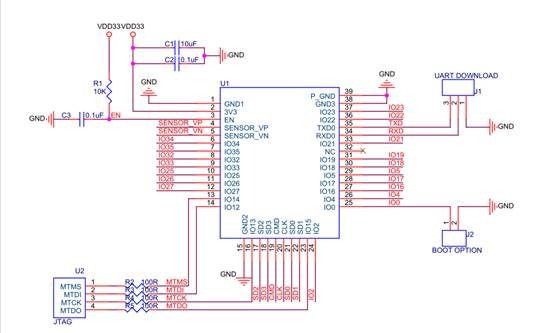 VDD33 VDD33
C1 10uF
C2 0.1uF
GND
R1
10K
GND
C3 0.1uF
GND
EN
U1
GND
UART DOWNLOAD
J1
3 2 1
GND
1 GND1
2 3V3
3 EN
SENSOR_VP 4 SENSOR_VP
SENSOR_VN 5 SENSOR_VN
IO34 6 IO34
IO35 7 IO35
IO32 8 IO32
IO33 9 IO33
IO25 10 IO25
IO26 11 IO26
IO27 12 IO27
13 IO14
14 IO12
P_GND 39
GND3 38
IO23 37 IO23
IO22 36 IO22
TXD0 35 TXD
RXD0 34 RXD
IO21 33 IO21
NC 32
IO19 31 IO19
IO18 30 IO18
IO5 29 IO5
IO17 28 IO17
IO16 27 IO16
IO4 26 IO4
IO0 25 IO0
GND2 IO13 SD2 SD3 CMD CLK SD0 SD1 IO15 IO2
15 16 17 18 19 20 21 22 23 24
SD2 SD3 CMD CLK SD0 SD1 IO2
GND
1 2
GND
J2
BOOT OPTION
U2
MTMS 1 R2 100R MTMS
MTDI 2 R3 100R MTDI
MTCK 3 R4 100R MTCK
MTDO 4 R5 100R MTDO
JTAG